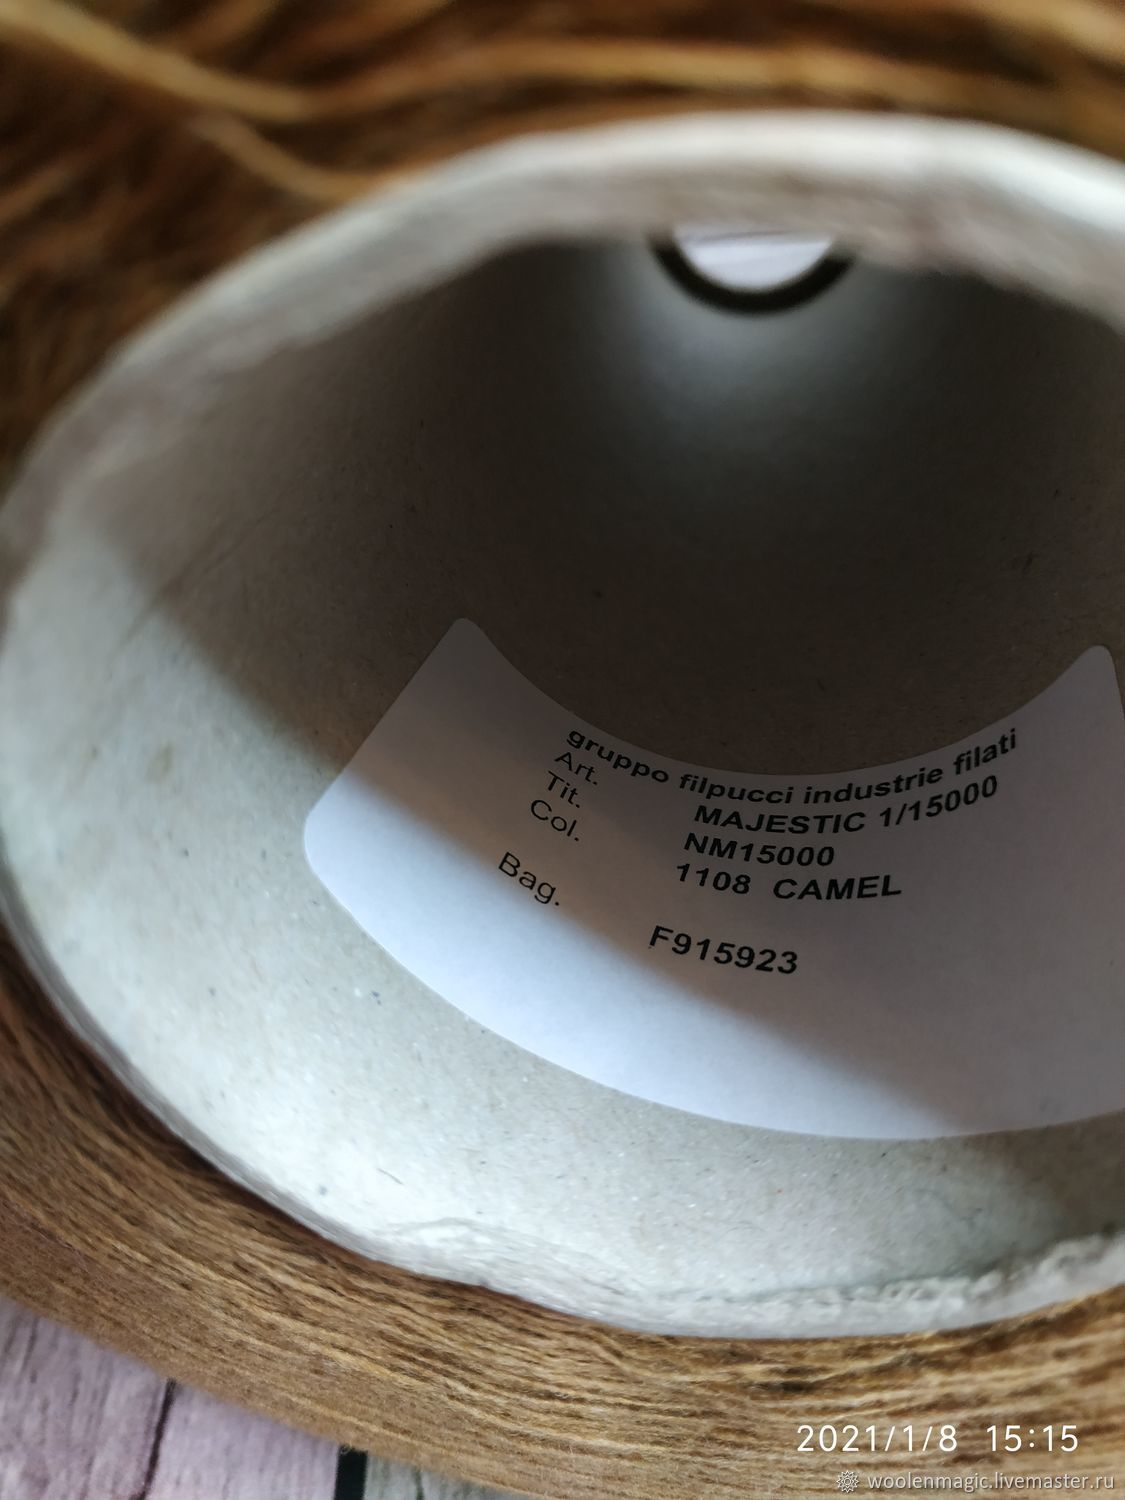 gruppo filpucci industrie filati
Art. MAJESTIC 1/15000
Tit. NM15000
Col. 1108 CAMEL
Bag. F915923
2021/1/8 15:15
woolenmagic.livemaster.ru